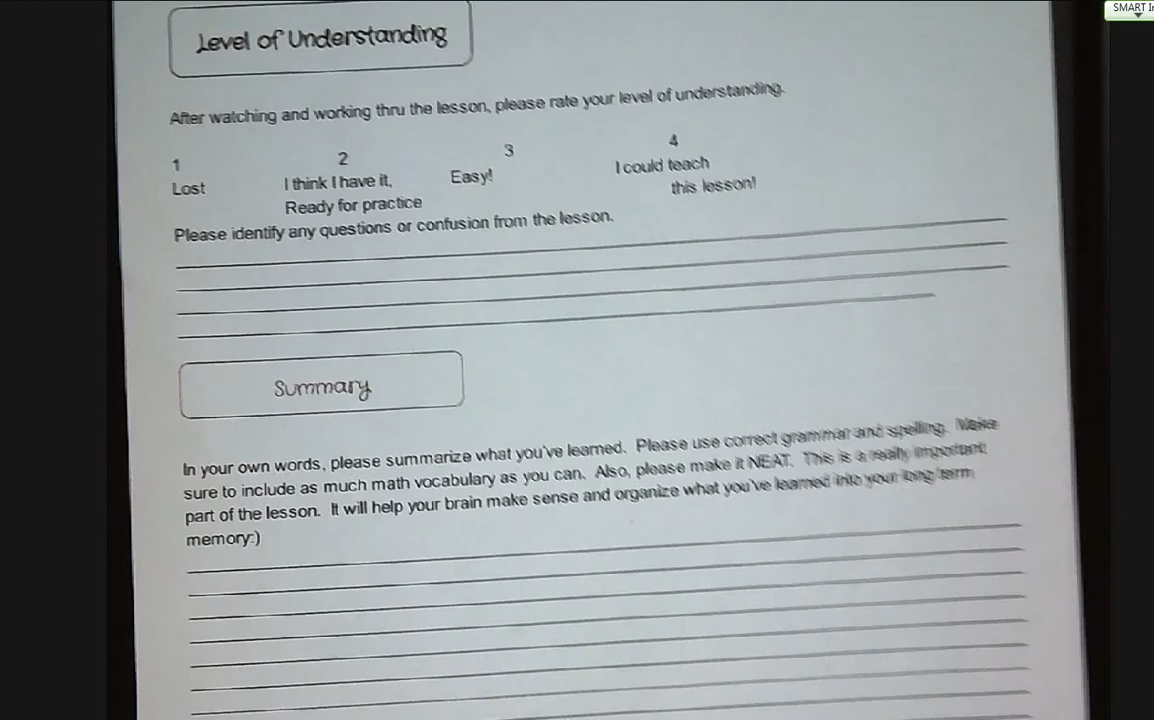 SMART In
Level of Understanding
After watching and working thru the lesson, please rate your level of understanding.
1 2 3 4
Lost I think I have it, Easy! I could teach
Ready for practice this lesson!
Please identify any questions or confusion from the lesson.
Summary
In your own words, please summarize what you've learned. Please use correct grammar and spelling. Make
sure to include as much math vocabulary as you can. Also, please make it NEAT. This is a really important
part of the lesson. It will help your brain make sense and organize what you've learned into your long term
memory:)